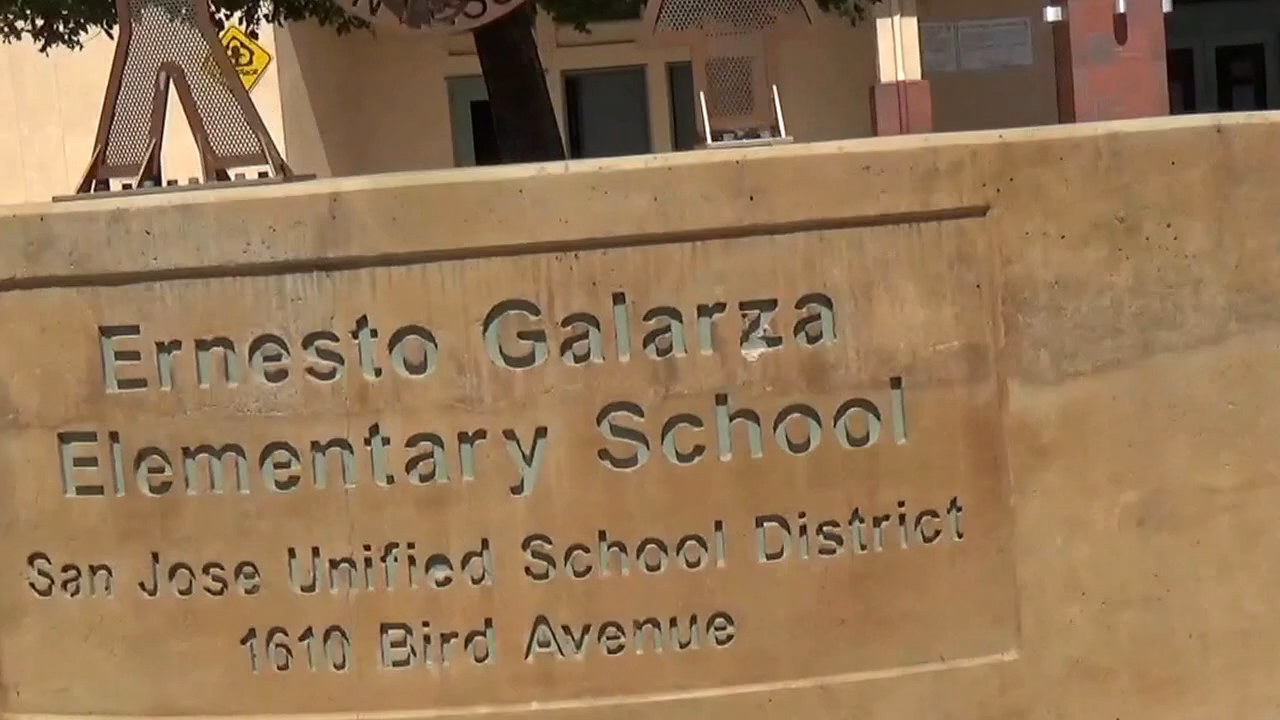 Ernesto Galarza
Elementary School
San Jose Unified School District
1610 Bird Avenue